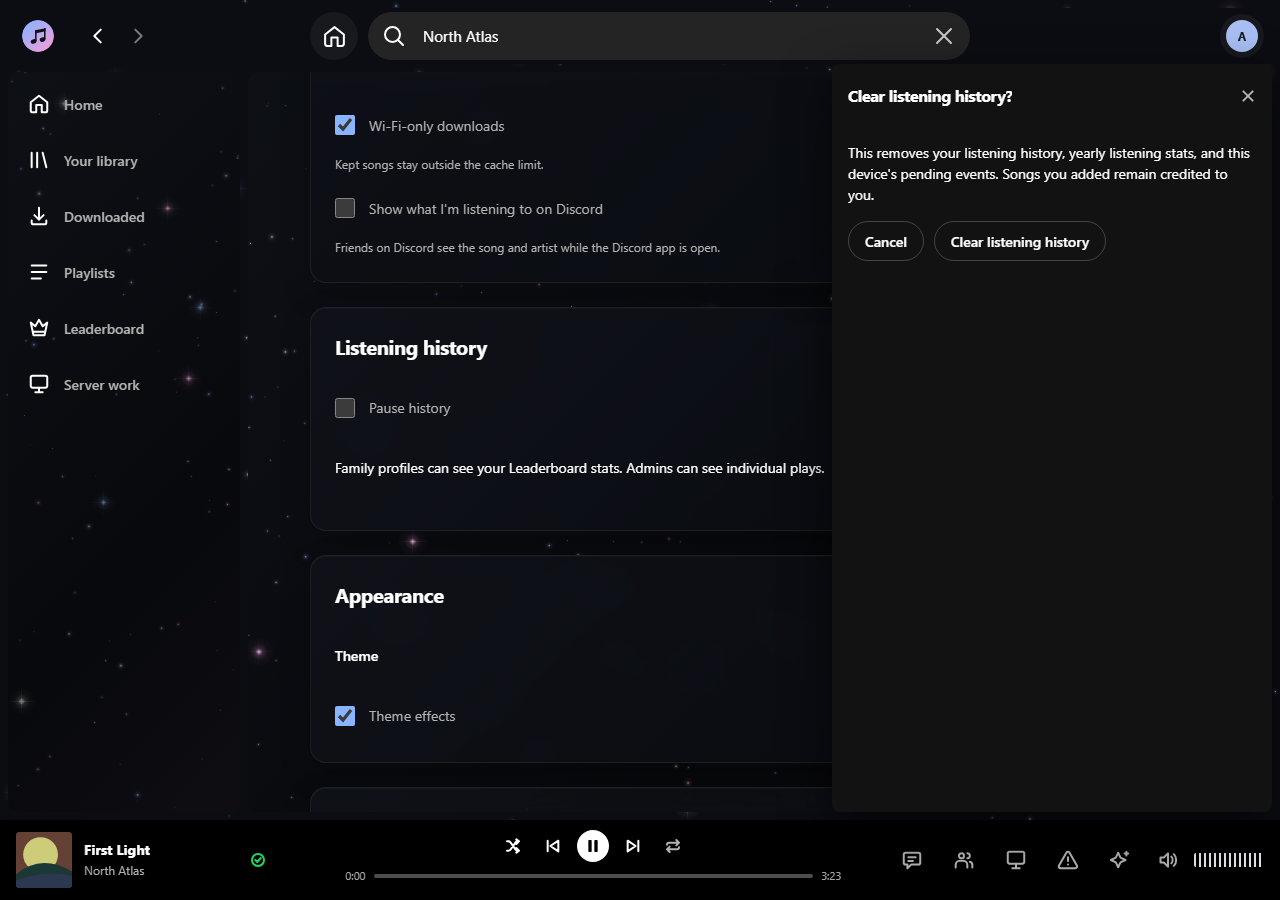 North Atlas
A
Home
Your library
Downloaded
Playlists
Leaderboard
Server work
Wi-Fi-only downloads
Kept songs stay outside the cache limit.
Show what I'm listening to on Discord
Friends on Discord see the song and artist while the Discord app is open.
Listening history
Pause history
Family profiles can see your Leaderboard stats. Admins can see individual plays.
Appearance
Theme
Theme effects
Clear listening history?
This removes your listening history, yearly listening stats, and this
device's pending events. Songs you added remain credited to
you.
Cancel
Clear listening history
First Light
North Atlas
0:00
3:23